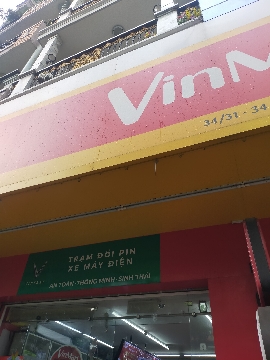 VinM
34/31 - 34
TRẠM ĐỔI PIN
XE MÁY ĐIỆN
AN TOÀN - THÔNG MINH - SINH THÁI